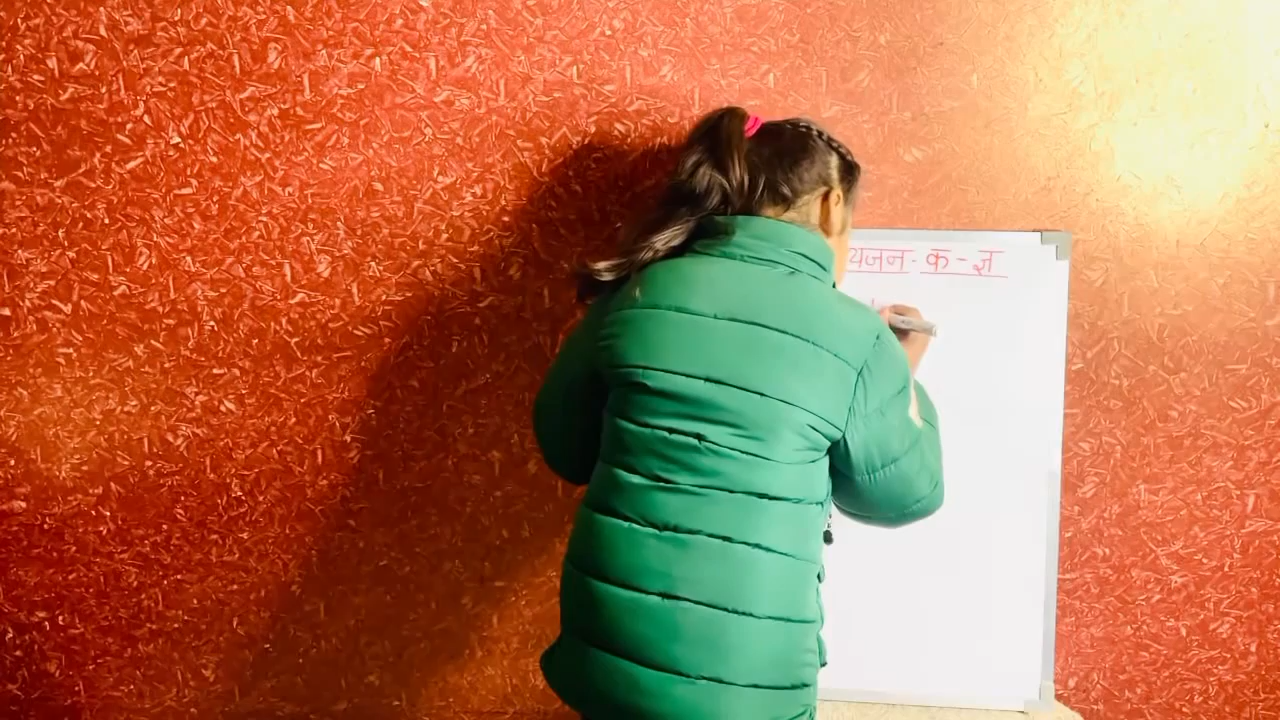 यजन - क - ज्ञ